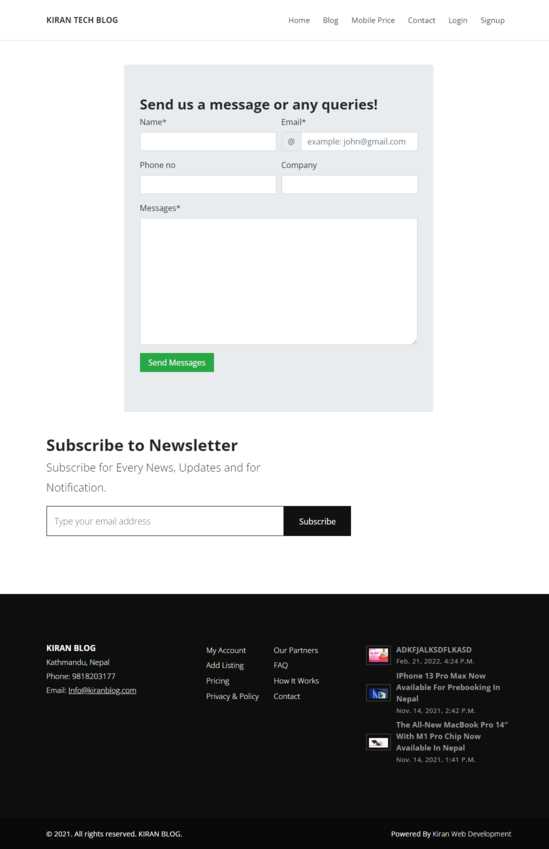 KIRAN TECH BLOG
Home Blog Mobile Price Contact Login Signup
Send us a message or any queries!
Name* Email*
@ example: john@gmail.com
Phone no Company
Messages*
Send Messages
Subscribe to Newsletter
Subscribe for Every News, Updates and for
Notification.
Type your email address Subscribe
KIRAN BLOG
Kathmandu, Nepal
Phone: 9818203177
Email: Info@kiranblog.com
My Account
Add Listing
Pricing
Privacy & Policy
Our Partners
FAQ
How It Works
Contact
ADKFJALKSDFLKASD
Feb. 21, 2022, 4:24 P.M.
IPhone 13 Pro Max Now
Available For Prebooking In
Nepal
Nov. 14, 2021, 2:42 P.M.
The All-New MacBook Pro 14"
With M1 Pro Chip Now
Available In Nepal
Nov. 14, 2021, 1:41 P.M.
© 2021. All rights reserved. KIRAN BLOG.
Powered By Kiran Web Development